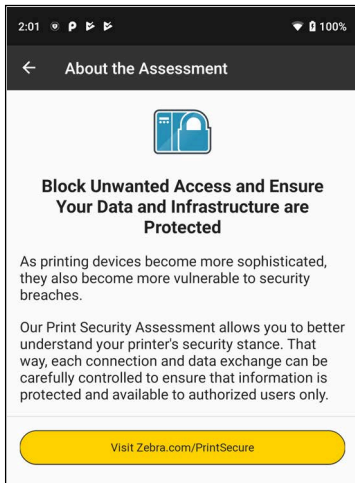 2:01 100%
About the Assessment
Block Unwanted Access and Ensure
Your Data and Infrastructure are
Protected
As printing devices become more sophisticated,
they also become more vulnerable to security
breaches.
Our Print Security Assessment allows you to better
understand your printer's security stance. That
way, each connection and data exchange can be
carefully controlled to ensure that information is
protected and available to authorized users only.
Visit Zebra.com/PrintSecure